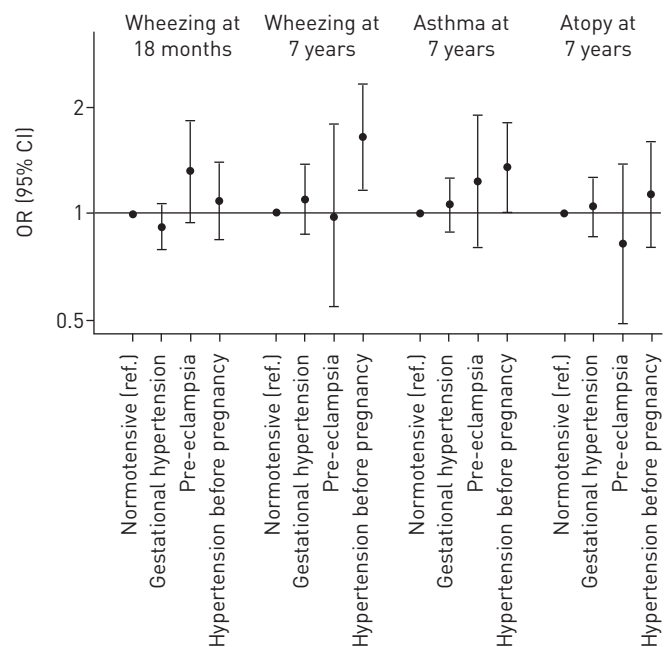 Wheezing at
18 months
Wheezing at
7 years
Asthma at
7 years
Atopy at
7 years
OR (95% CI)
2
1
0.5
Normotensive (ref.)
Gestational hypertension
Pre-eclampsia
Hypertension before pregnancy
Normotensive (ref.)
Gestational hypertension
Pre-eclampsia
Hypertension before pregnancy
Normotensive (ref.)
Gestational hypertension
Pre-eclampsia
Hypertension before pregnancy
Normotensive (ref.)
Gestational hypertension
Pre-eclampsia
Hypertension before pregnancy